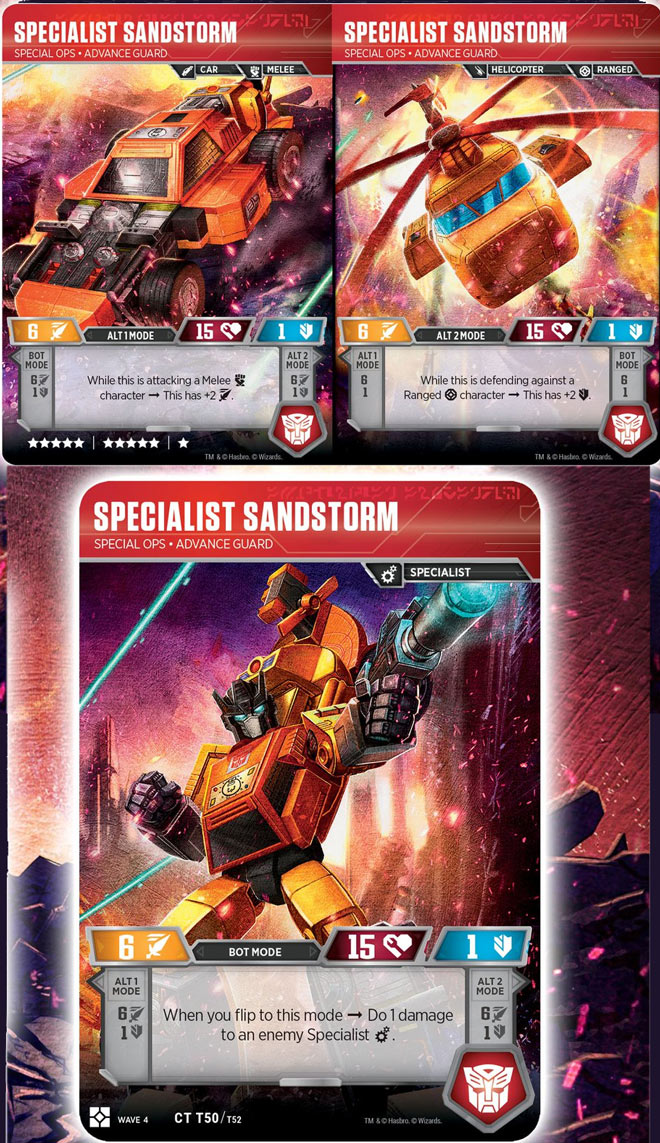 SPECIALIST SANDSTORM
SPECIAL OPS • ADVANCE GUARD
CAR MELEE
6 ALT 1 MODE 15 1
BOT
MODE
6
1
While this is attacking a Melee
character → This has +2 .
ALT 2
MODE
6
1
★★★★★ | ★★★★★ | ★
TM & © Hasbro. © Wizards.
SPECIALIST SANDSTORM
SPECIAL OPS • ADVANCE GUARD
HELICOPTER RANGED
6 ALT 2 MODE 15 1
ALT 1
MODE
6
1
While this is defending against a
Ranged character → This has +2 .
BOT
MODE
6
1
TM & © Hasbro. © Wizards.
SPECIALIST SANDSTORM
SPECIAL OPS • ADVANCE GUARD
SPECIALIST
6 BOT MODE 15 1
ALT 1
MODE
6
1
When you flip to this mode → Do 1 damage
to an enemy Specialist .
ALT 2
MODE
6
1
WAVE 4 CT T50/T52
TM & © Hasbro. © Wizards.